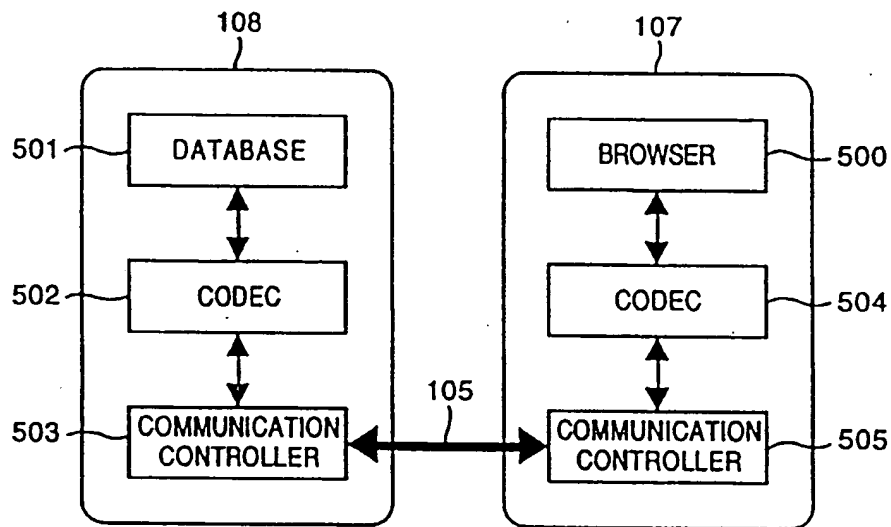 108
107
501
DATABASE
BROWSER
500
502
CODEC
CODEC
504
105
503
COMMUNICATION
CONTROLLER
COMMUNICATION
CONTROLLER
505